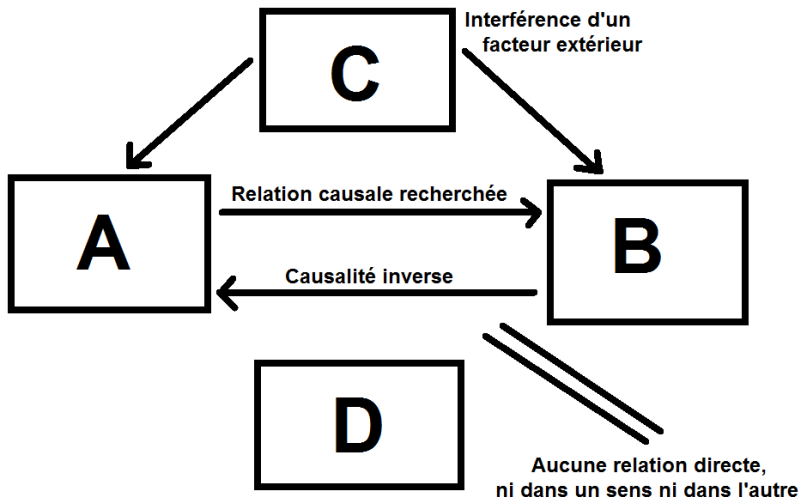 Interférence d'un
facteur extérieur
C
Relation causale recherchée
A
B
Causalité inverse
D
Aucune relation directe,
ni dans un sens ni dans l'autre